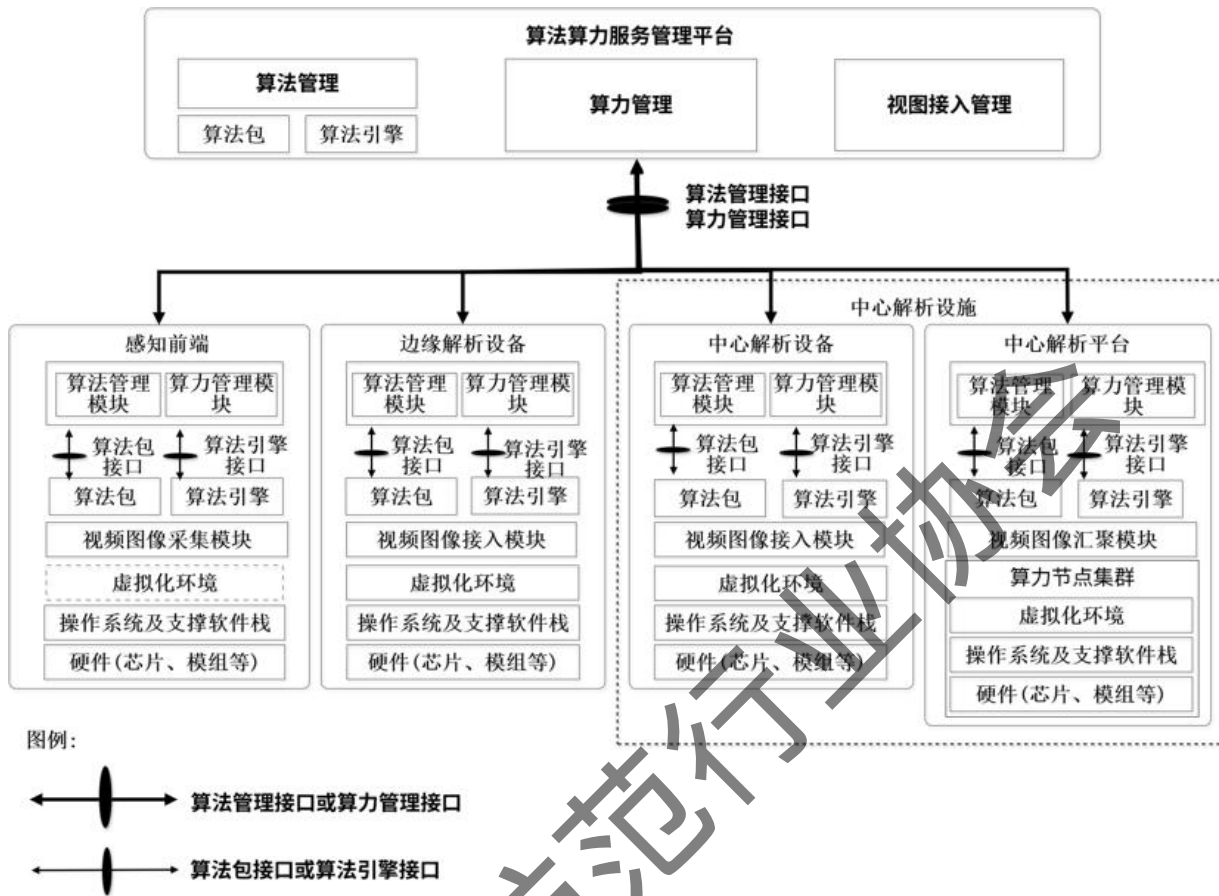 算法算力服务管理平台
算法管理
算力管理
视图接入管理
算法包
算法引擎
算法管理接口
算力管理接口
中心解析设施
感知前端
算法管理
模块
算力管理模
块
算法包
接口
算法引擎
接口
算法包
算法引擎
视频图像采集模块
虚拟化环境
操作系统及支撑软件栈
硬件(芯片、模组等)
边缘解析设备
算法管理
模块
算力管理模
块
算法包
接口
算法引擎
接口
算法包
算法引擎
视频图像接入模块
虚拟化环境
操作系统及支撑软件栈
硬件(芯片、模组等)
中心解析设备
算法管理
模块
算力管理模
块
算法包
接口
算法引擎
接口
算法包
算法引擎
视频图像接入模块
虚拟化环境
操作系统及支撑软件栈
硬件(芯片、模组等)
中心解析平台
算法管理
模块
算力管理模
块
算法包
接口
算法引擎
接口
算法包
算法引擎
视频图像汇聚模块
算力节点集群
虚拟化环境
操作系统及支撑软件栈
硬件(芯片、模组等)
图例:
算法管理接口或算力管理接口
算法包接口或算法引擎接口
范行业协会